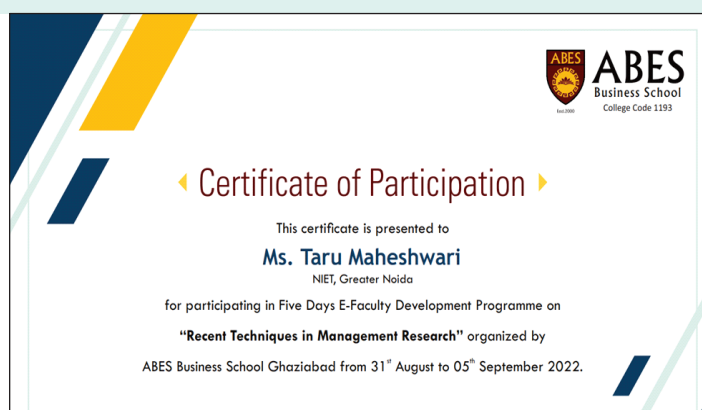 ABES
ABES
Business School
College Code 1193
Est.2000
Certificate of Participation
This certificate is presented to
Ms. Taru Maheshwari
NIET, Greater Noida
for participating in Five Days E-Faculty Development Programme on
“Recent Techniques in Management Research” organized by
ABES Business School Ghaziabad from 31st August to 05th September 2022.